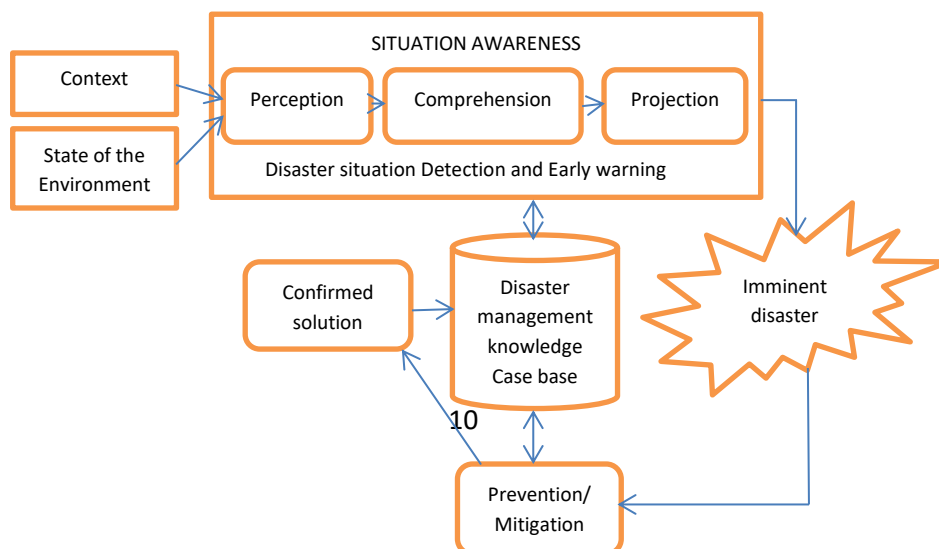 SITUATION AWARENESS
Context
Perception
Comprehension
Projection
State of the
Environment
Disaster situation Detection and Early warning
Confirmed
solution
Disaster
management
knowledge
Case base
Imminent
disaster
10
Prevention/
Mitigation